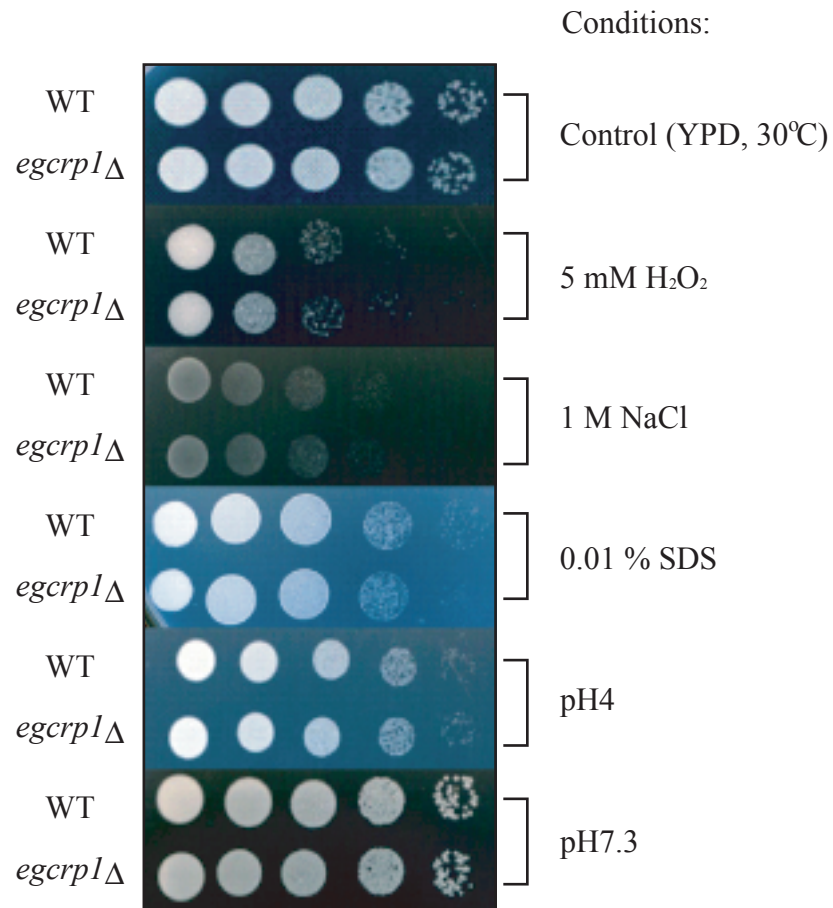 Conditions:
WT
egcrp1Δ
Control (YPD, 30°C)
WT
egcrp1Δ
5 mM H₂O₂
WT
egcrp1Δ
1 M NaCl
WT
egcrp1Δ
0.01 % SDS
WT
egcrp1Δ
pH4
WT
egcrp1Δ
pH7.3